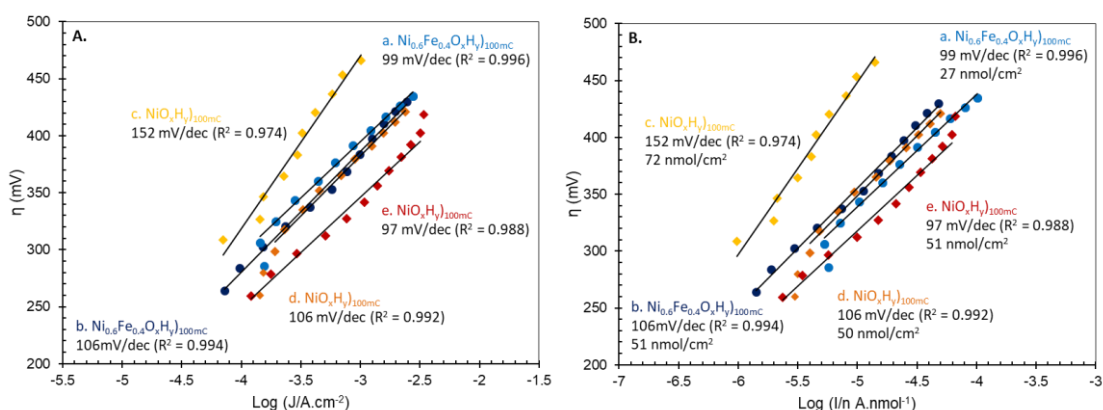 A.
a. Ni0.6Fe0.4OxHy)100mC
99 mV/dec (R2 = 0.996)
c. NiOxHy)100mC
152 mV/dec (R2 = 0.974)
e. NiOxHy)100mC
97 mV/dec (R2 = 0.988)
d. NiOxHy)100mC
106 mV/dec (R2 = 0.992)
b. Ni0.6Fe0.4OxHy)100mC
106mV/dec (R2 = 0.994)
η (mV)
500
450
400
350
300
250
200
-5.5
-5
-4.5
-4
-3.5
-3
-2.5
-2
-1.5
Log (J/A.cm-2)
B.
a. Ni0.6Fe0.4OxHy)100mC
99 mV/dec (R2 = 0.996)
27 nmol/cm2
c. NiOxHy)100mC
152 mV/dec (R2 = 0.974)
72 nmol/cm2
e. NiOxHy)100mC
97 mV/dec (R2 = 0.988)
51 nmol/cm2
b. Ni0.6Fe0.4OxHy)100mC
106mV/dec (R2 = 0.994)
51 nmol/cm2
d. NiOxHy)100mC
106 mV/dec (R2 = 0.992)
50 nmol/cm2
η (mV)
500
450
400
350
300
250
200
-7
-6.5
-6
-5.5
-5
-4.5
-4
-3.5
-3
Log (I/n A.nmol-1)